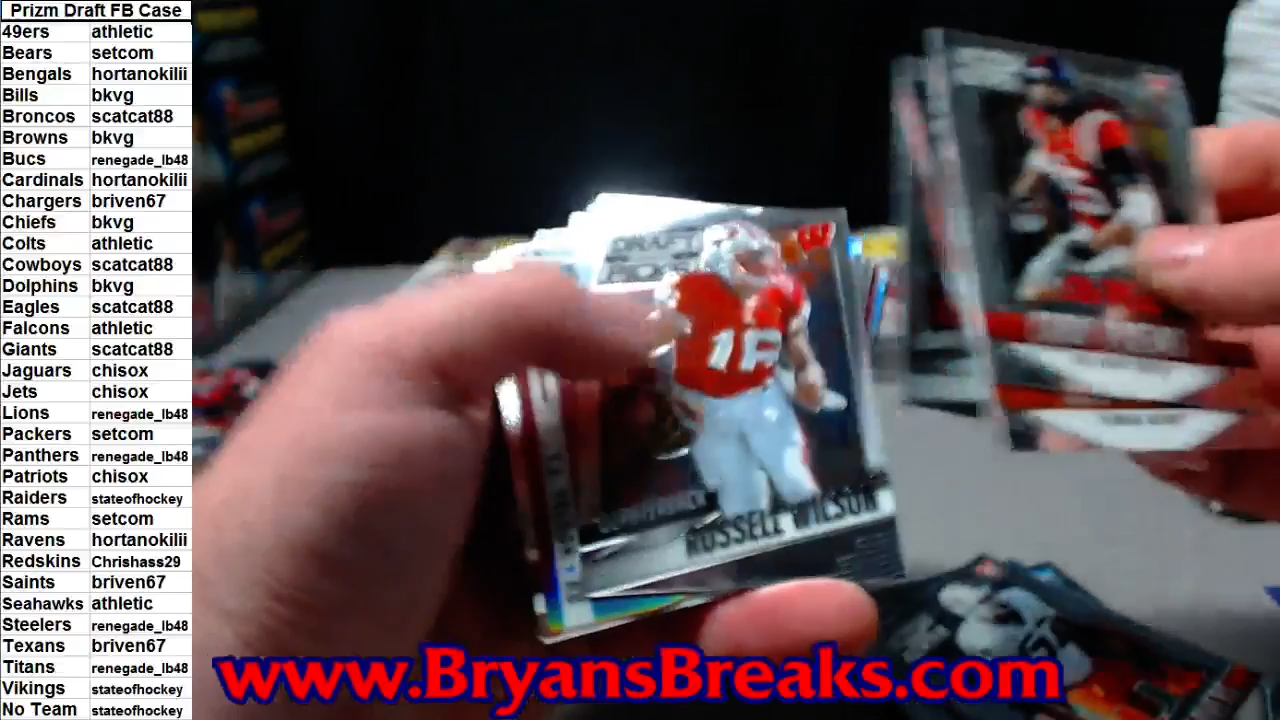 Prizm Draft FB Case
49ers athletic
Bears setcom
Bengals hortanokilii
Bills bkvg
Broncos scatcat88
Browns bkvg
Bucs renegade_lb48
Cardinals hortanokilii
Chargers briven67
Chiefs bkvg
Colts athletic
Cowboys scatcat88
Dolphins bkvg
Eagles scatcat88
Falcons athletic
Giants scatcat88
Jaguars chisox
Jets chisox
Lions renegade_lb48
Packers setcom
Panthers renegade_lb48
Patriots chisox
Raiders stateofhockey
Rams setcom
Ravens hortanokilii
Redskins Chrishass29
Saints briven67
Seahawks athletic
Steelers renegade_lb48
Texans briven67
Titans renegade_lb48
Vikings stateofhockey
No Team stateofhockey
DRAFT
W
16
RUSSELL WILSON
www.BryansBreaks.com